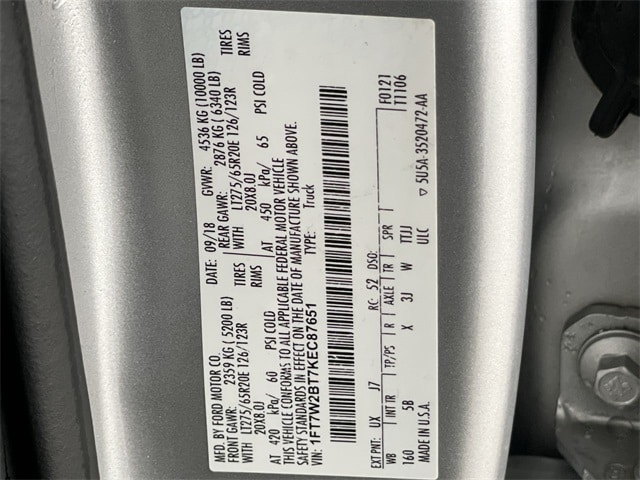 MFD. BY FORD MOTOR CO.
DATE: 09/18 GVWR: 4536 KG (10000 LB)
FRONT GAWR: 2359 KG ( 5200 LB) REAR GAWR: 2876 KG ( 6340 LB)
WITH LT275/65R20E 126/123R TIRES WITH LT275/65R20E 126/123R TIRES
20X8.0J RIMS 20X8.0J RIMS
AT 420 kPa/ 60 PSI COLD AT 450 kPa/ 65 PSI COLD
THIS VEHICLE CONFORMS TO ALL APPLICABLE FEDERAL MOTOR VEHICLE
SAFETY STANDARDS IN EFFECT ON THE DATE OF MANUFACTURE SHOWN ABOVE.
VIN: 1FT7W2BT7KEC87651 TYPE: Truck
F0121
T1106
EXT PNT: UX J7 RC: 52 DSO:
WB INT TR TP/PS R AXLE TR SPR
160 5B X 3J W TTJJ
MADE IN U.S.A. ULC
▽ 5U5A-3520472-AA